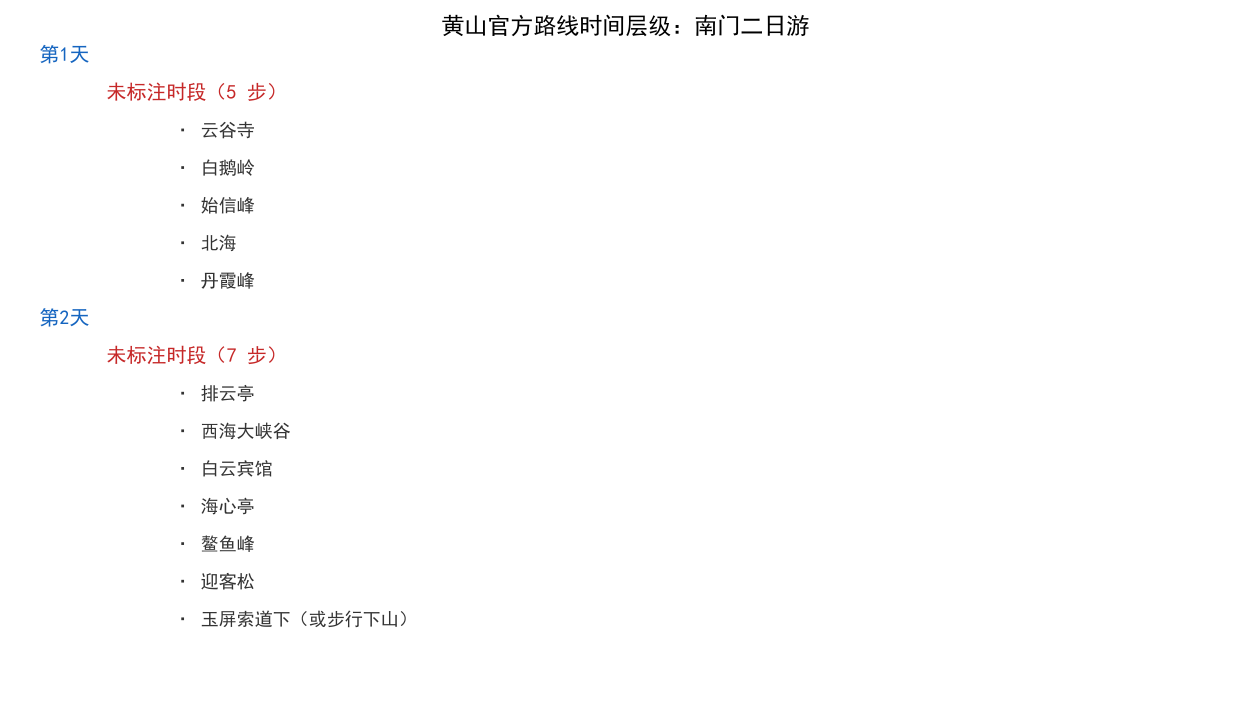 黄山官方路线时间层级：南门二日游
第1天
未标注时段（5 步）
· 云谷寺
· 白鹅岭
· 始信峰
· 北海
· 丹霞峰
第2天
未标注时段（7 步）
· 排云亭
· 西海大峡谷
· 白云宾馆
· 海心亭
· 鳌鱼峰
· 迎客松
· 玉屏索道下（或步行下山）